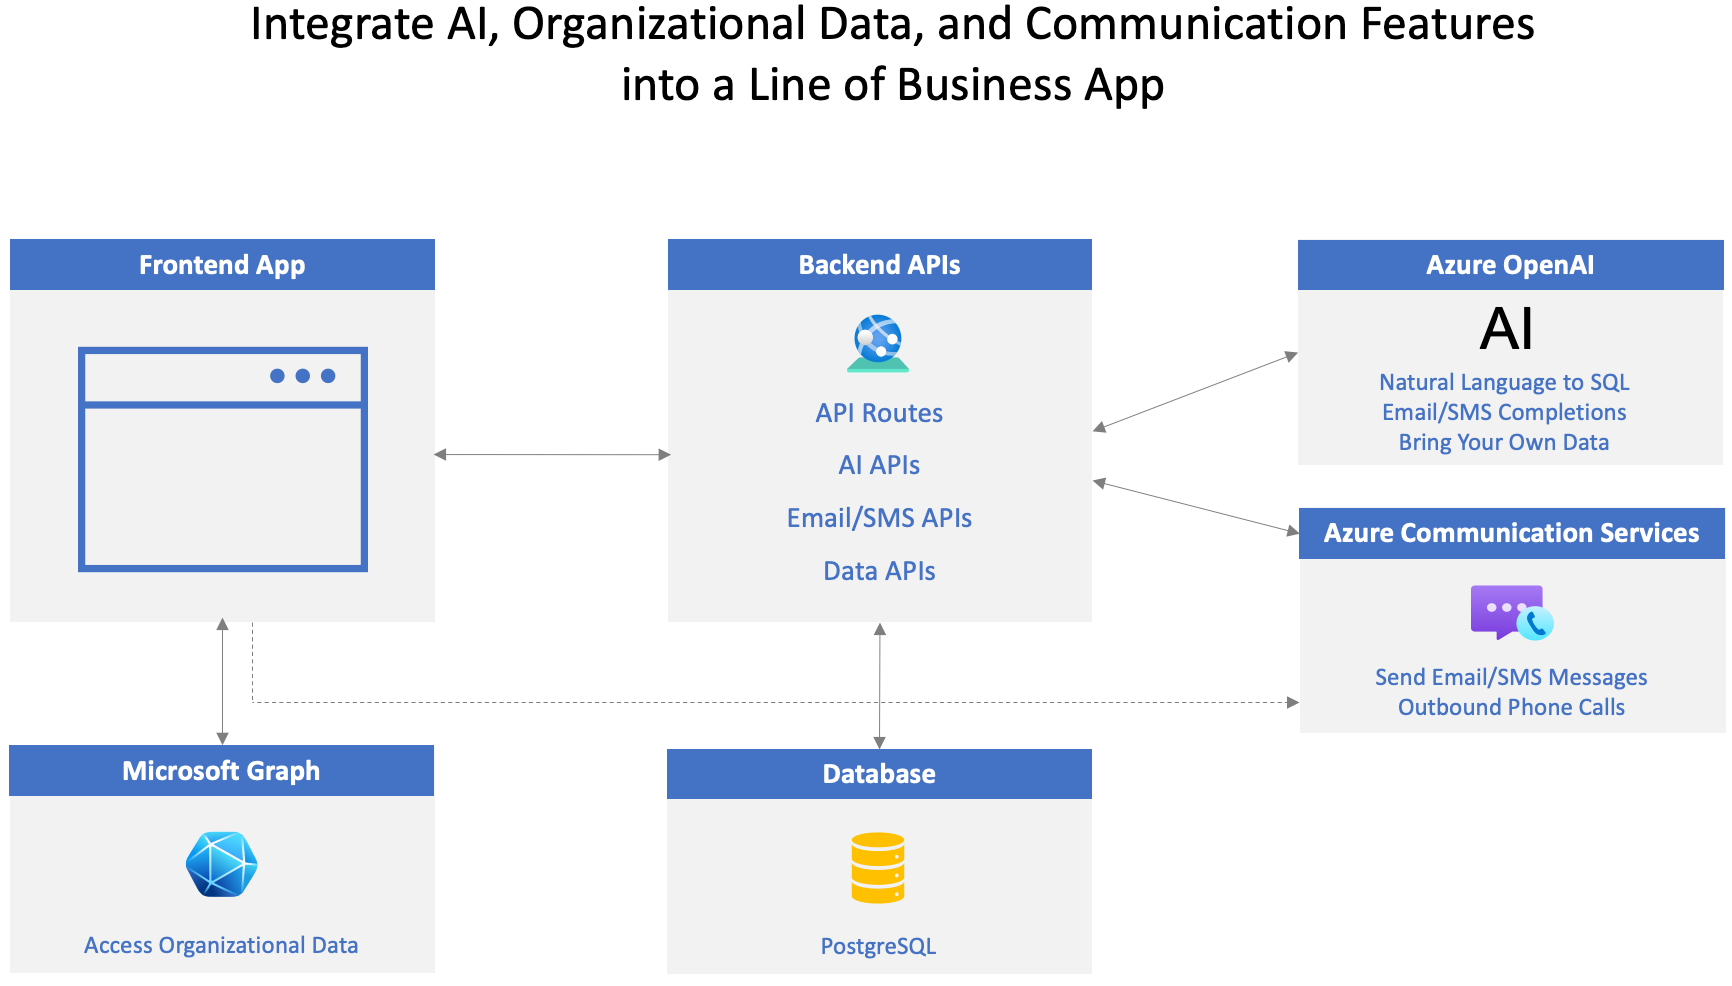 Integrate AI, Organizational Data, and Communication Features
into a Line of Business App
Frontend App
Backend APIs
API Routes
AI APIs
Email/SMS APIs
Data APIs
Azure OpenAI
AI
Natural Language to SQL
Email/SMS Completions
Bring Your Own Data
Azure Communication Services
Send Email/SMS Messages
Outbound Phone Calls
Microsoft Graph
Access Organizational Data
Database
PostgreSQL